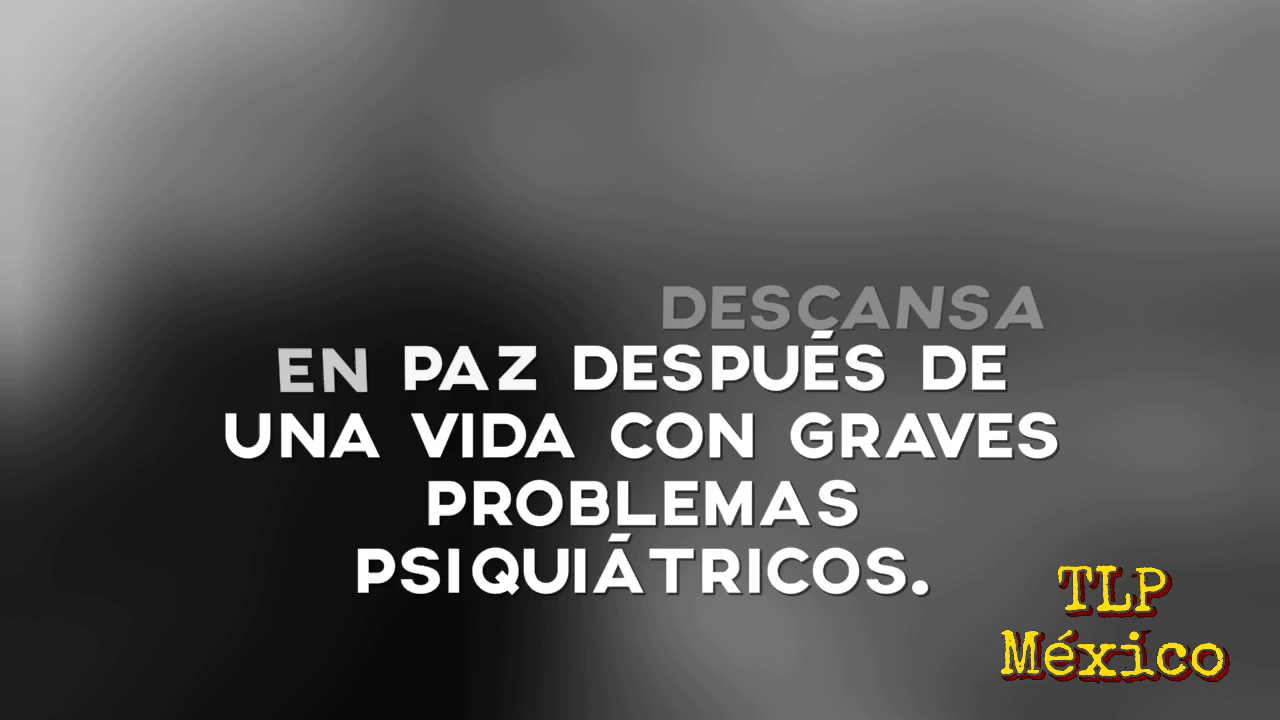 DESCANSA
EN PAZ DESPUÉS DE
UNA VIDA CON GRAVES
PROBLEMAS
PSIQUIÁTRICOS.
TLP
México